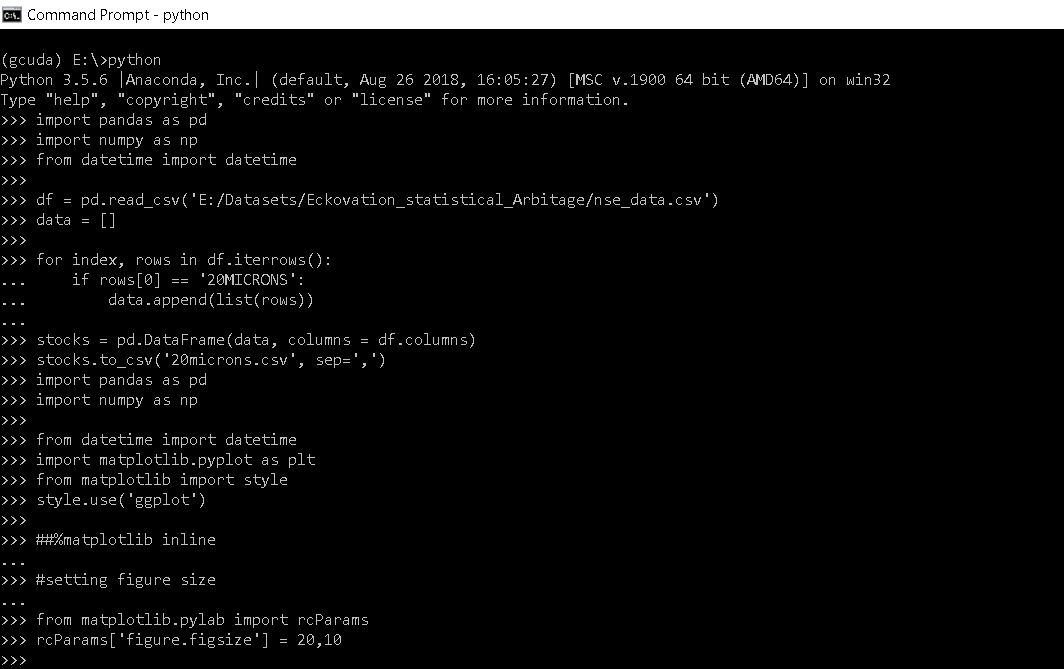 Command Prompt - python
(gcuda) E:\>python
Python 3.5.6 |Anaconda, Inc.| (default, Aug 26 2018, 16:05:27) [MSC v.1900 64 bit (AMD64)] on win32
Type "help", "copyright", "credits" or "license" for more information.
>>> import pandas as pd
>>> import numpy as np
>>> from datetime import datetime
>>>
>>> df = pd.read_csv('E:/Datasets/Eckovation_statistical_Arbitage/nse_data.csv')
>>> data = []
>>>
>>> for index, rows in df.iterrows():
...     if rows[0] == '20MICRONS':
...         data.append(list(rows))
...
>>> stocks = pd.DataFrame(data, columns = df.columns)
>>> stocks.to_csv('20microns.csv', sep=',')
>>> import pandas as pd
>>> import numpy as np
>>>
>>> from datetime import datetime
>>> import matplotlib.pyplot as plt
>>> from matplotlib import style
>>> style.use('ggplot')
>>>
>>> ##%matplotlib inline
...
>>> #setting figure size
...
>>> from matplotlib.pylab import rcParams
>>> rcParams['figure.figsize'] = 20,10
>>>